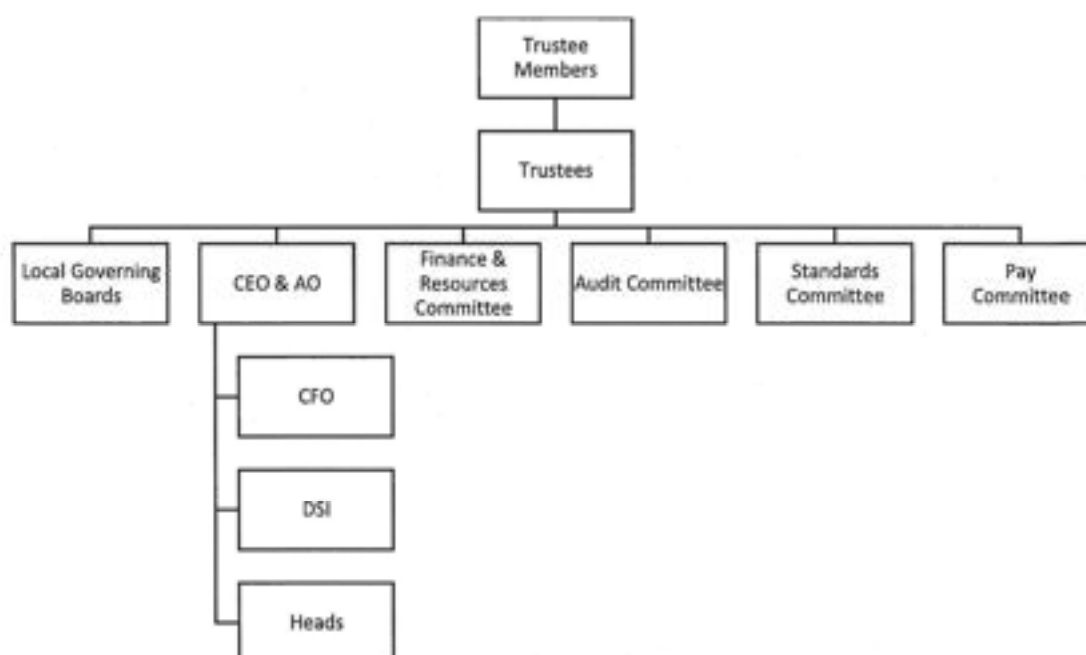 Trustee
Members
Trustees
Local Governing
Boards
CEO & AO
Finance &
Resources
Committee
Audit Committee
Standards
Committee
Pay
Committee
CFO
DSI
Heads